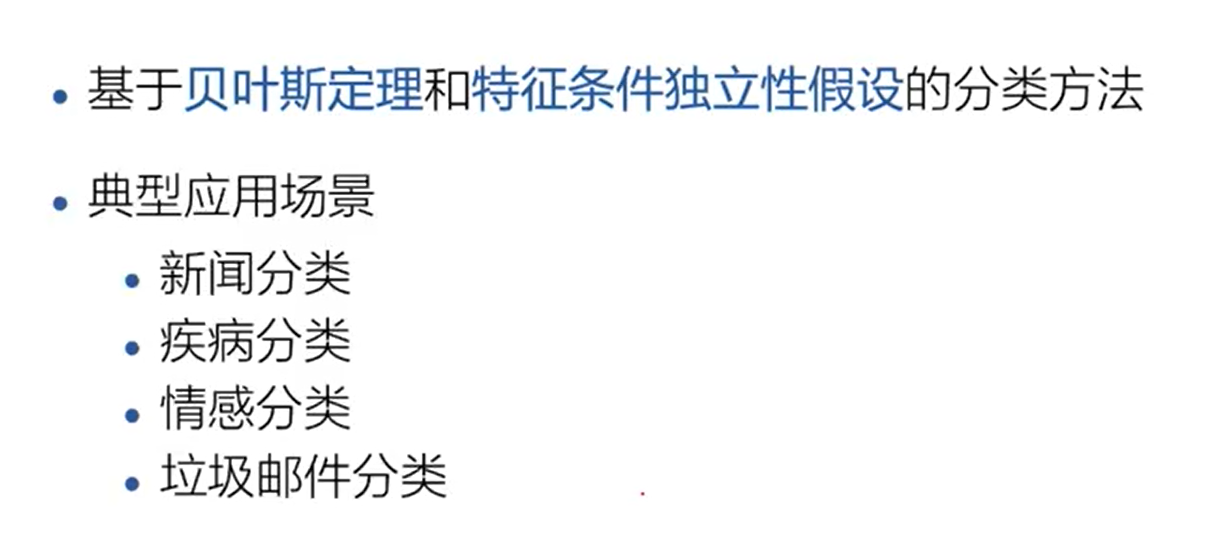 • 基于贝叶斯定理和特征条件独立性假设的分类方法
• 典型应用场景
• 新闻分类
• 疾病分类
• 情感分类
• 垃圾邮件分类